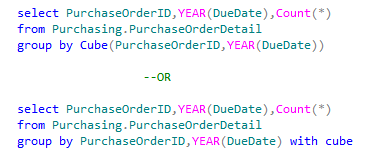 select PurchaseOrderID,YEAR(DueDate),Count(*)
from Purchasing.PurchaseOrderDetail
group by Cube(PurchaseOrderID,YEAR(DueDate))
--OR
select PurchaseOrderID,YEAR(DueDate),Count(*)
from Purchasing.PurchaseOrderDetail
group by PurchaseOrderID,YEAR(DueDate) with cube